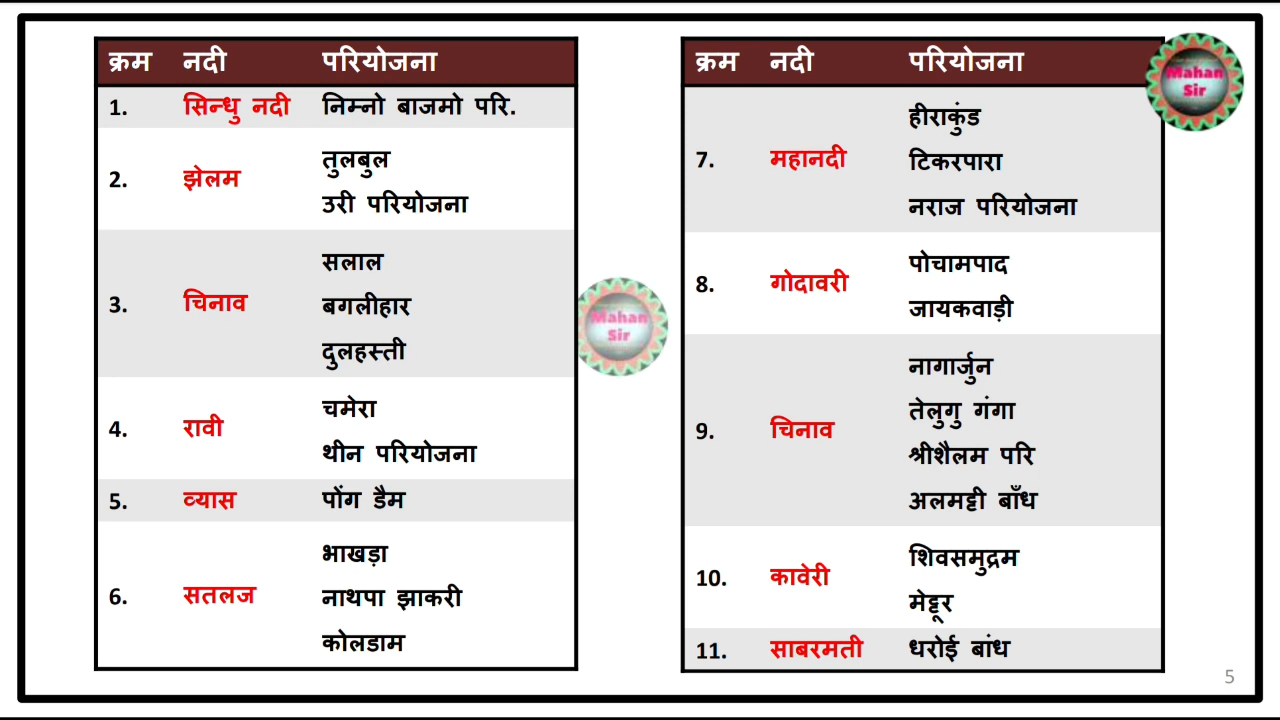 क्रम नदी परियोजना
1. सिन्धु नदी निम्नो बाजमो परि.
2. झेलम तुलबुल
उरी परियोजना
3. चिनाव सलाल
बगलीहार
दुलहस्ती
4. रावी चमेरा
थीन परियोजना
5. व्यास पोंग डैम
6. सतलज भाखड़ा
नाथपा झाकरी
कोलडाम
Mahan
Sir
क्रम नदी परियोजना
7. महानदी हीराकुंड
टिकरपारा
नराज परियोजना
8. गोदावरी पोचामपाद
जायकवाड़ी
9. चिनाव नागार्जुन
तेलुगु गंगा
श्रीशैलम परि
अलमट्टी बाँध
10. कावेरी शिवसमुद्रम
मेट्टूर
11. साबरमती धरोई बांध
Mahan
Sir
5